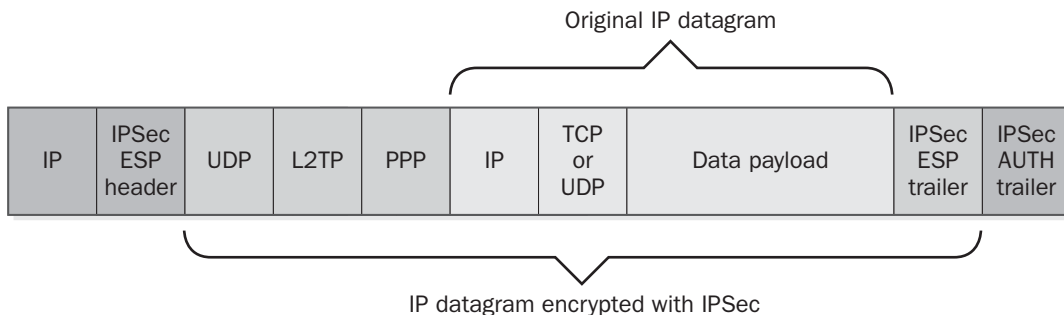 Original IP datagram
IP
IPSec
ESP
header
UDP
L2TP
PPP
IP
TCP
or
UDP
Data payload
IPSec
ESP
trailer
IPSec
AUTH
trailer
IP datagram encrypted with IPSec